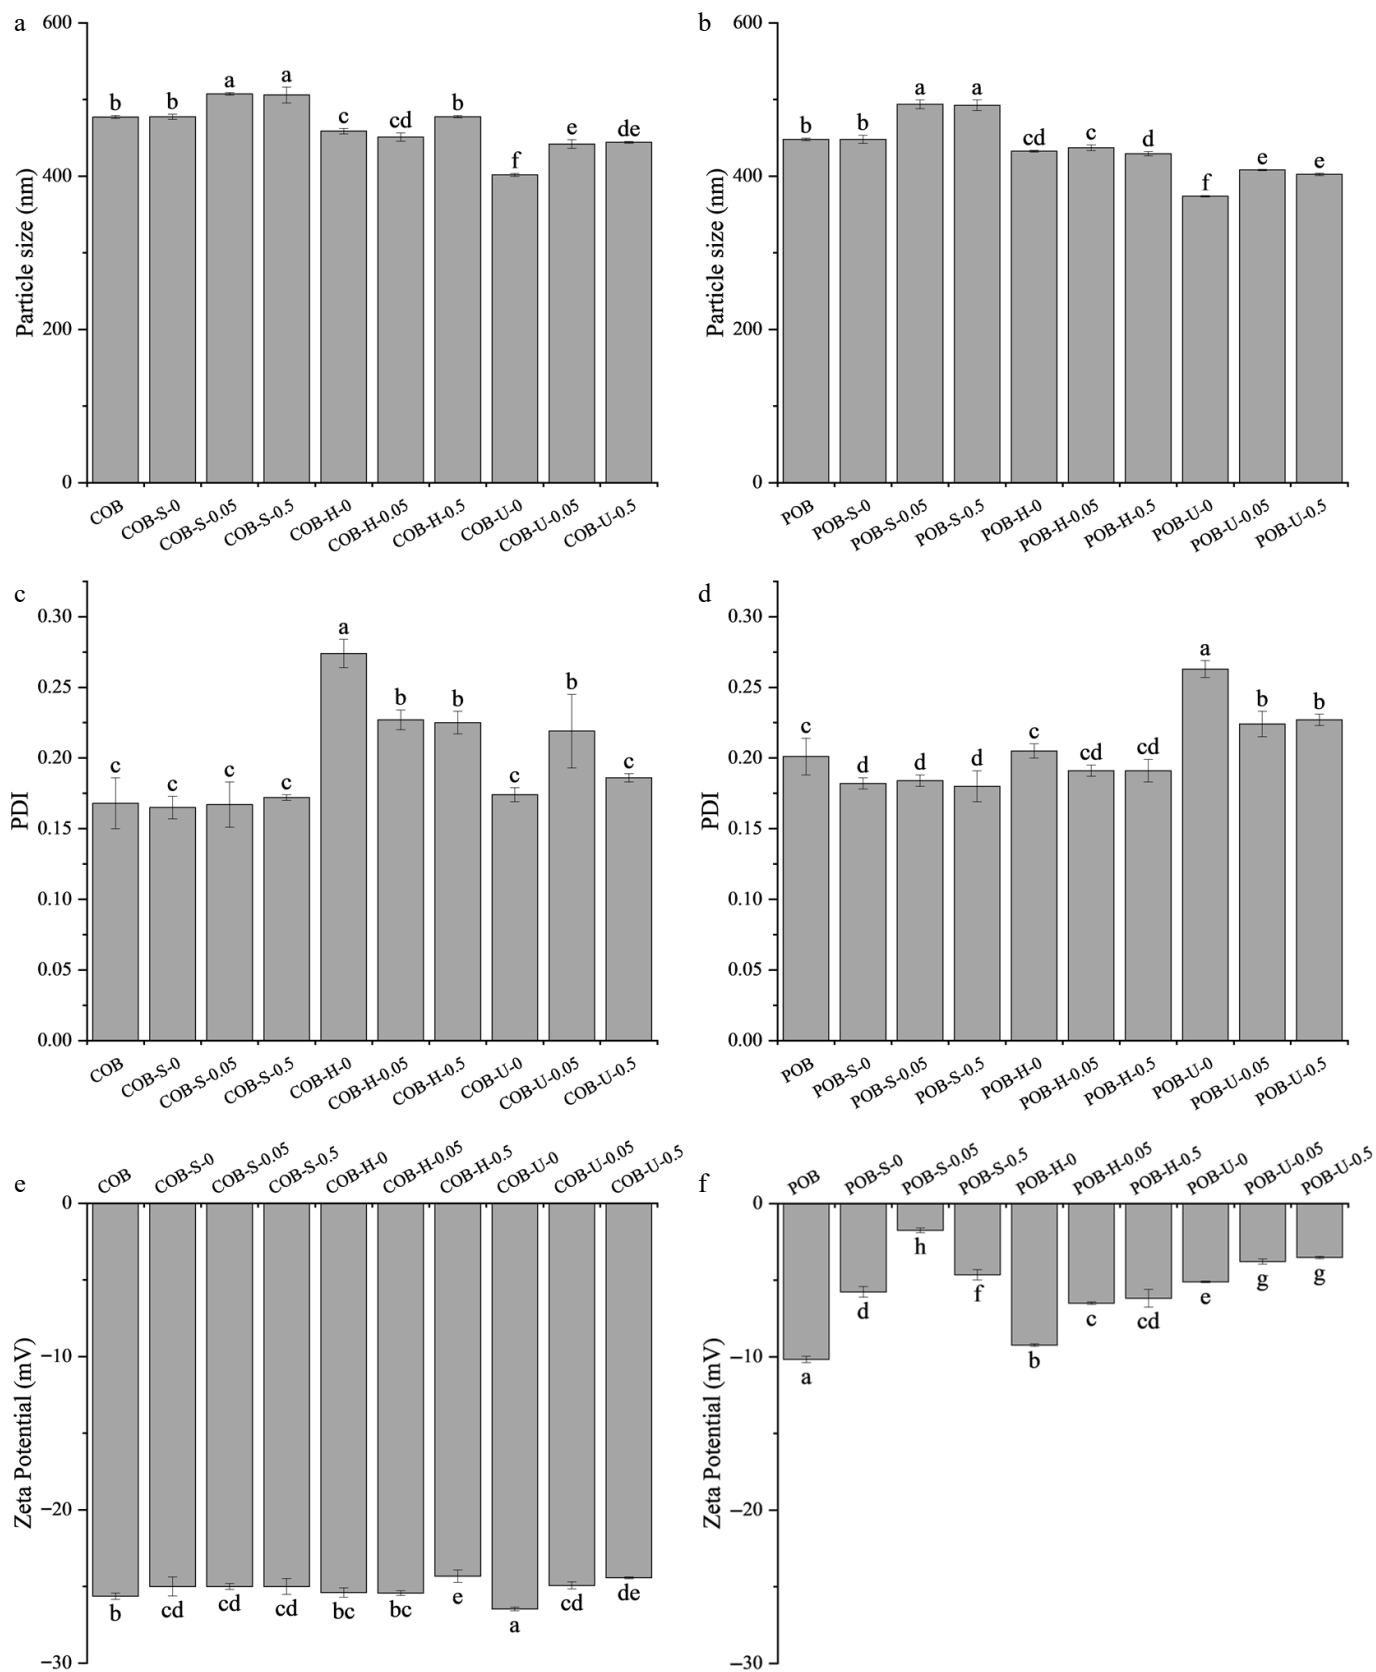 a
600
400
200
0
Particle size (nm)
b
b
a
a
c
cd
b
f
e
de
COB
COB-S-0
COB-S-0.05
COB-S-0.5
COB-H-0
COB-H-0.05
COB-H-0.5
COB-U-0
COB-U-0.05
COB-U-0.5
b
600
400
200
0
Particle size (nm)
b
b
a
a
cd
c
d
f
e
e
POB
POB-S-0
POB-S-0.05
POB-S-0.5
POB-H-0
POB-H-0.05
POB-H-0.5
POB-U-0
POB-U-0.05
POB-U-0.5
c
0.30
0.25
0.20
0.15
0.10
0.05
0.00
PDI
c
c
c
c
a
b
b
c
b
c
COB
COB-S-0
COB-S-0.05
COB-S-0.5
COB-H-0
COB-H-0.05
COB-H-0.5
COB-U-0
COB-U-0.05
COB-U-0.5
d
0.30
0.25
0.20
0.15
0.10
0.05
0.00
PDI
c
d
d
d
c
cd
cd
a
b
b
POB
POB-S-0
POB-S-0.05
POB-S-0.5
POB-H-0
POB-H-0.05
POB-H-0.5
POB-U-0
POB-U-0.05
POB-U-0.5
e
COB
COB-S-0
COB-S-0.05
COB-S-0.5
COB-H-0
COB-H-0.05
COB-H-0.5
COB-U-0
COB-U-0.05
COB-U-0.5
0
−10
−20
−30
Zeta Potential (mV)
b
cd
cd
cd
bc
bc
e
a
cd
de
f
POB
POB-S-0
POB-S-0.05
POB-S-0.5
POB-H-0
POB-H-0.05
POB-H-0.5
POB-U-0
POB-U-0.05
POB-U-0.5
0
−10
−20
−30
Zeta Potential (mV)
a
d
h
f
b
c
cd
e
g
g